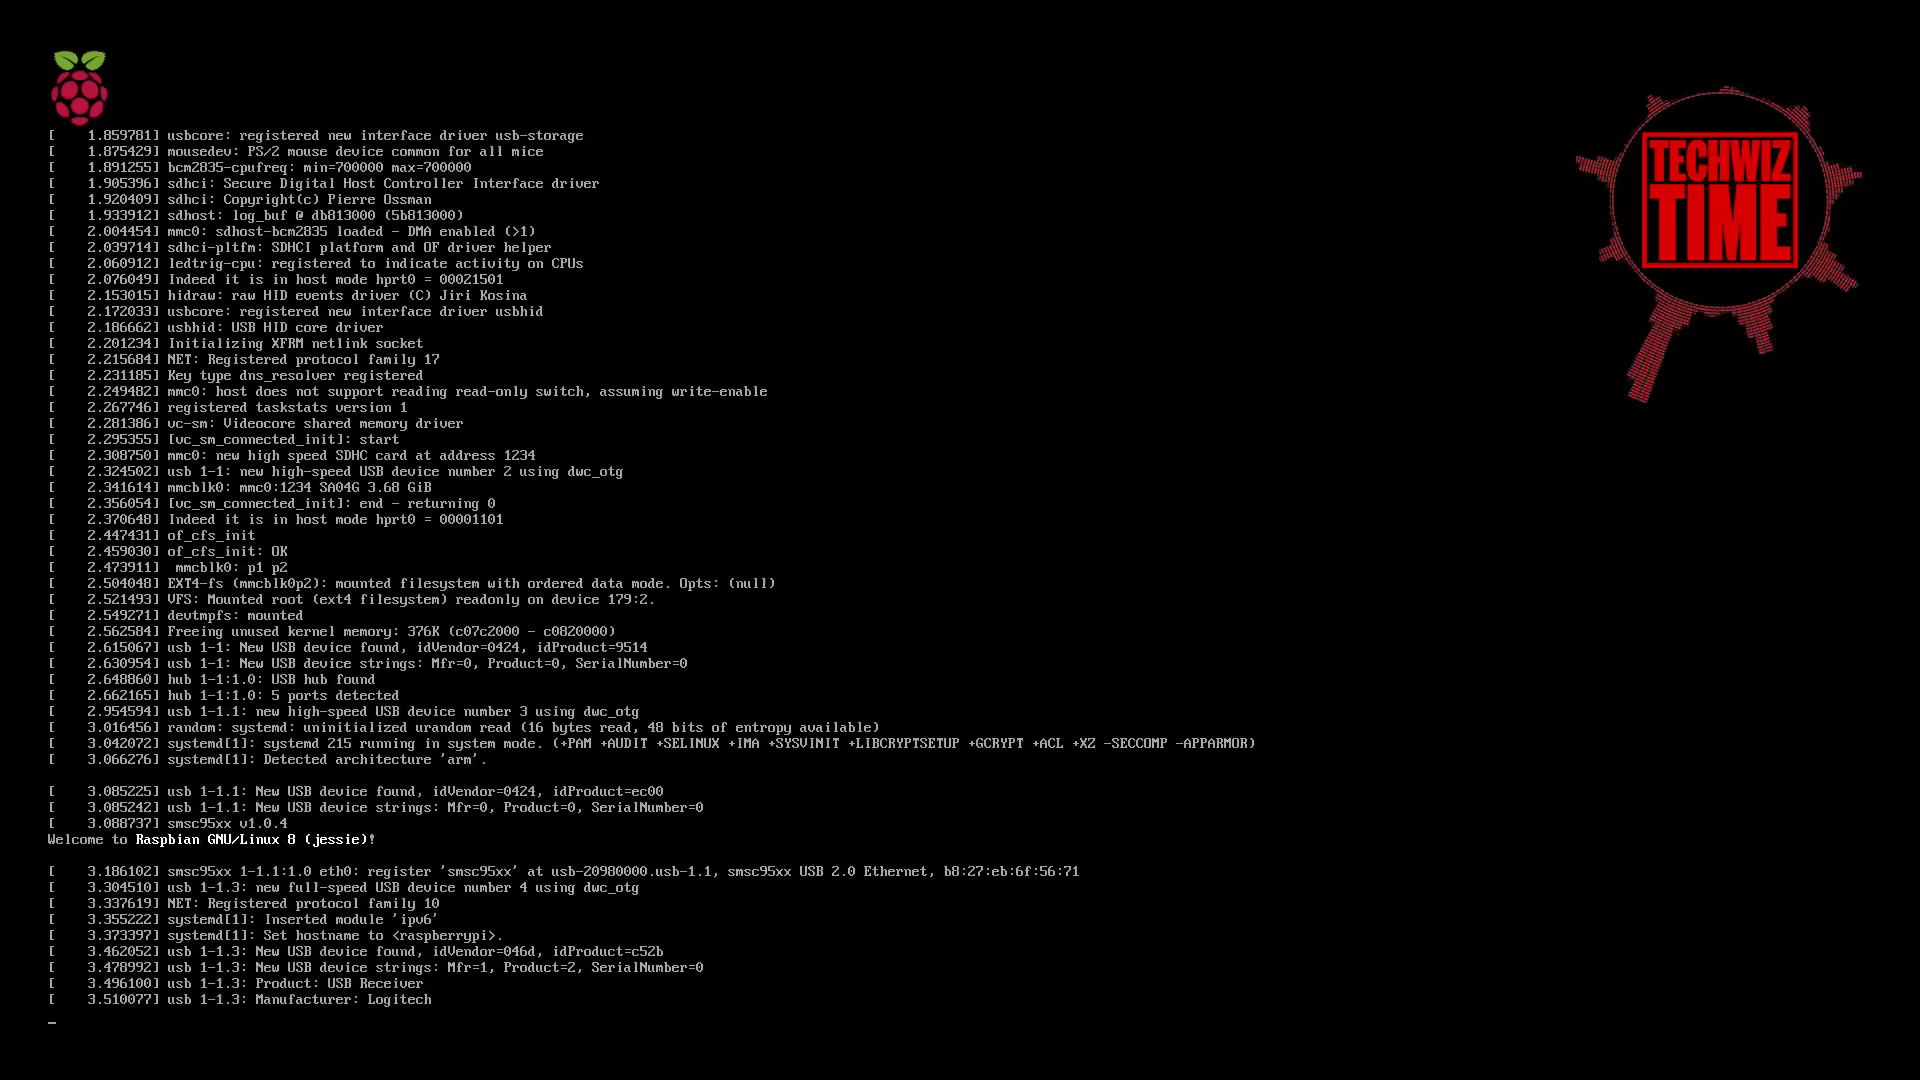 [    1.859781] usbcore: registered new interface driver usb-storage
[    1.875429] mousedev: PS/2 mouse device common for all mice
[    1.891255] bcm2835-cpufreq: min=700000 max=700000
[    1.905396] sdhci: Secure Digital Host Controller Interface driver
[    1.920409] sdhci: Copyright(c) Pierre Ossman
[    1.933912] sdhost: log_buf @ db813000 (5b813000)
[    2.004454] mmc0: sdhost-bcm2835 loaded - DMA enabled (>1)
[    2.039714] sdhci-pltfm: SDHCI platform and OF driver helper
[    2.060912] ledtrig-cpu: registered to indicate activity on CPUs
[    2.076049] Indeed it is in host mode hprt0 = 00021501
[    2.153015] hidraw: raw HID events driver (C) Jiri Kosina
[    2.172033] usbcore: registered new interface driver usbhid
[    2.186662] usbhid: USB HID core driver
[    2.201234] Initializing XFRM netlink socket
[    2.215684] NET: Registered protocol family 17
[    2.231185] Key type dns_resolver registered
[    2.249482] mmc0: host does not support reading read-only switch, assuming write-enable
[    2.267746] registered taskstats version 1
[    2.281386] vc-sm: Videocore shared memory driver
[    2.295355] [vc_sm_connected_init]: start
[    2.308750] mmc0: new high speed SDHC card at address 1234
[    2.324502] usb 1-1: new high-speed USB device number 2 using dwc_otg
[    2.341614] mmcblk0: mmc0:1234 SA04G 3.68 GiB
[    2.356054] [vc_sm_connected_init]: end - returning 0
[    2.370648] Indeed it is in host mode hprt0 = 00001101
[    2.447431] of_cfs_init
[    2.459030] of_cfs_init: OK
[    2.473911]  mmcblk0: p1 p2
[    2.504048] EXT4-fs (mmcblk0p2): mounted filesystem with ordered data mode. Opts: (null)
[    2.521493] VFS: Mounted root (ext4 filesystem) readonly on device 179:2.
[    2.549271] devtmpfs: mounted
[    2.562584] Freeing unused kernel memory: 376K (c07c2000 - c0820000)
[    2.615067] usb 1-1: New USB device found, idVendor=0424, idProduct=9514
[    2.630954] usb 1-1: New USB device strings: Mfr=0, Product=0, SerialNumber=0
[    2.648860] hub 1-1:1.0: USB hub found
[    2.662165] hub 1-1:1.0: 5 ports detected
[    2.954594] usb 1-1.1: new high-speed USB device number 3 using dwc_otg
[    3.016456] random: systemd: uninitialized urandom read (16 bytes read, 48 bits of entropy available)
[    3.042072] systemd[1]: systemd 215 running in system mode. (+PAM +AUDIT +SELINUX +IMA +SYSVINIT +LIBCRYPTSETUP +GCRYPT +ACL +XZ -SECCOMP -APPARMOR)
[    3.066276] systemd[1]: Detected architecture 'arm'.
[    3.085225] usb 1-1.1: New USB device found, idVendor=0424, idProduct=ec00
[    3.085242] usb 1-1.1: New USB device strings: Mfr=0, Product=0, SerialNumber=0
[    3.088737] smsc95xx v1.0.4
Welcome to Raspbian GNU/Linux 8 (jessie)!
[    3.186102] smsc95xx 1-1.1:1.0 eth0: register 'smsc95xx' at usb-20980000.usb-1.1, smsc95xx USB 2.0 Ethernet, b8:27:eb:6f:56:71
[    3.304510] usb 1-1.3: new full-speed USB device number 4 using dwc_otg
[    3.337619] NET: Registered protocol family 10
[    3.355222] systemd[1]: Inserted module 'ipv6'
[    3.373397] systemd[1]: Set hostname to <raspberrypi>.
[    3.462052] usb 1-1.3: New USB device found, idVendor=046d, idProduct=c52b
[    3.478992] usb 1-1.3: New USB device strings: Mfr=1, Product=2, SerialNumber=0
[    3.496100] usb 1-1.3: Product: USB Receiver
[    3.510077] usb 1-1.3: Manufacturer: Logitech
_
TECHWIZ
TIME